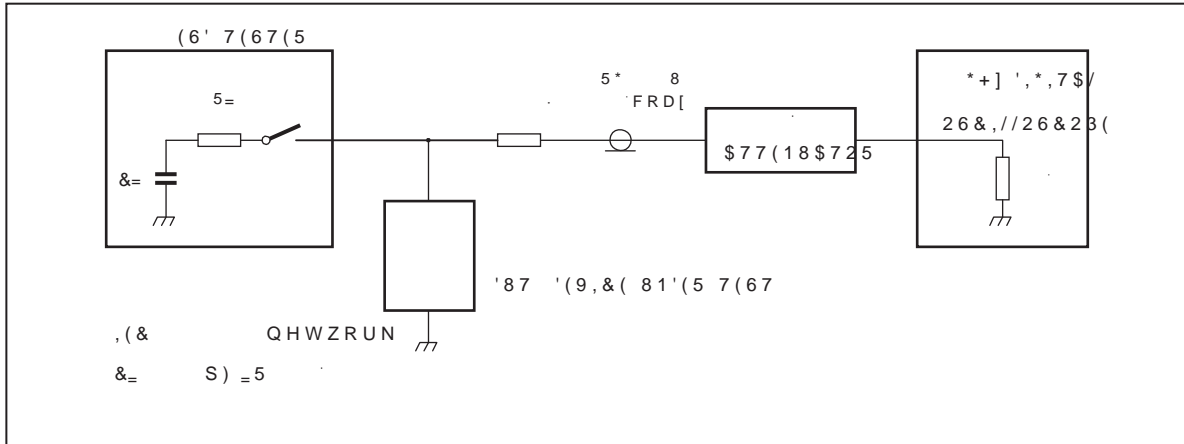 (6' 7(67(5
5=
5* 8
FRD[
*+] ',*,7$/
26&,//26&23(
$77(18$725
&=
'87 '(9,&( 81'(5 7(67
,(& QHWZRUN
&= S) =5